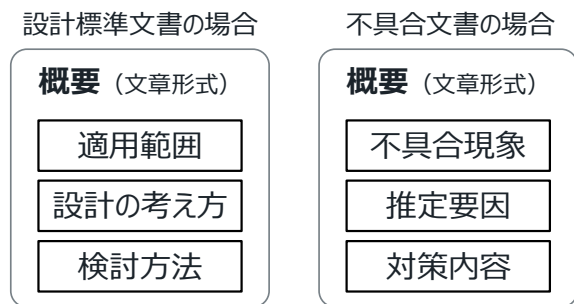 設計標準文書の場合
概要（文章形式）
適用範囲
設計の考え方
検討方法
不具合文書の場合
概要（文章形式）
不具合現象
推定要因
対策内容